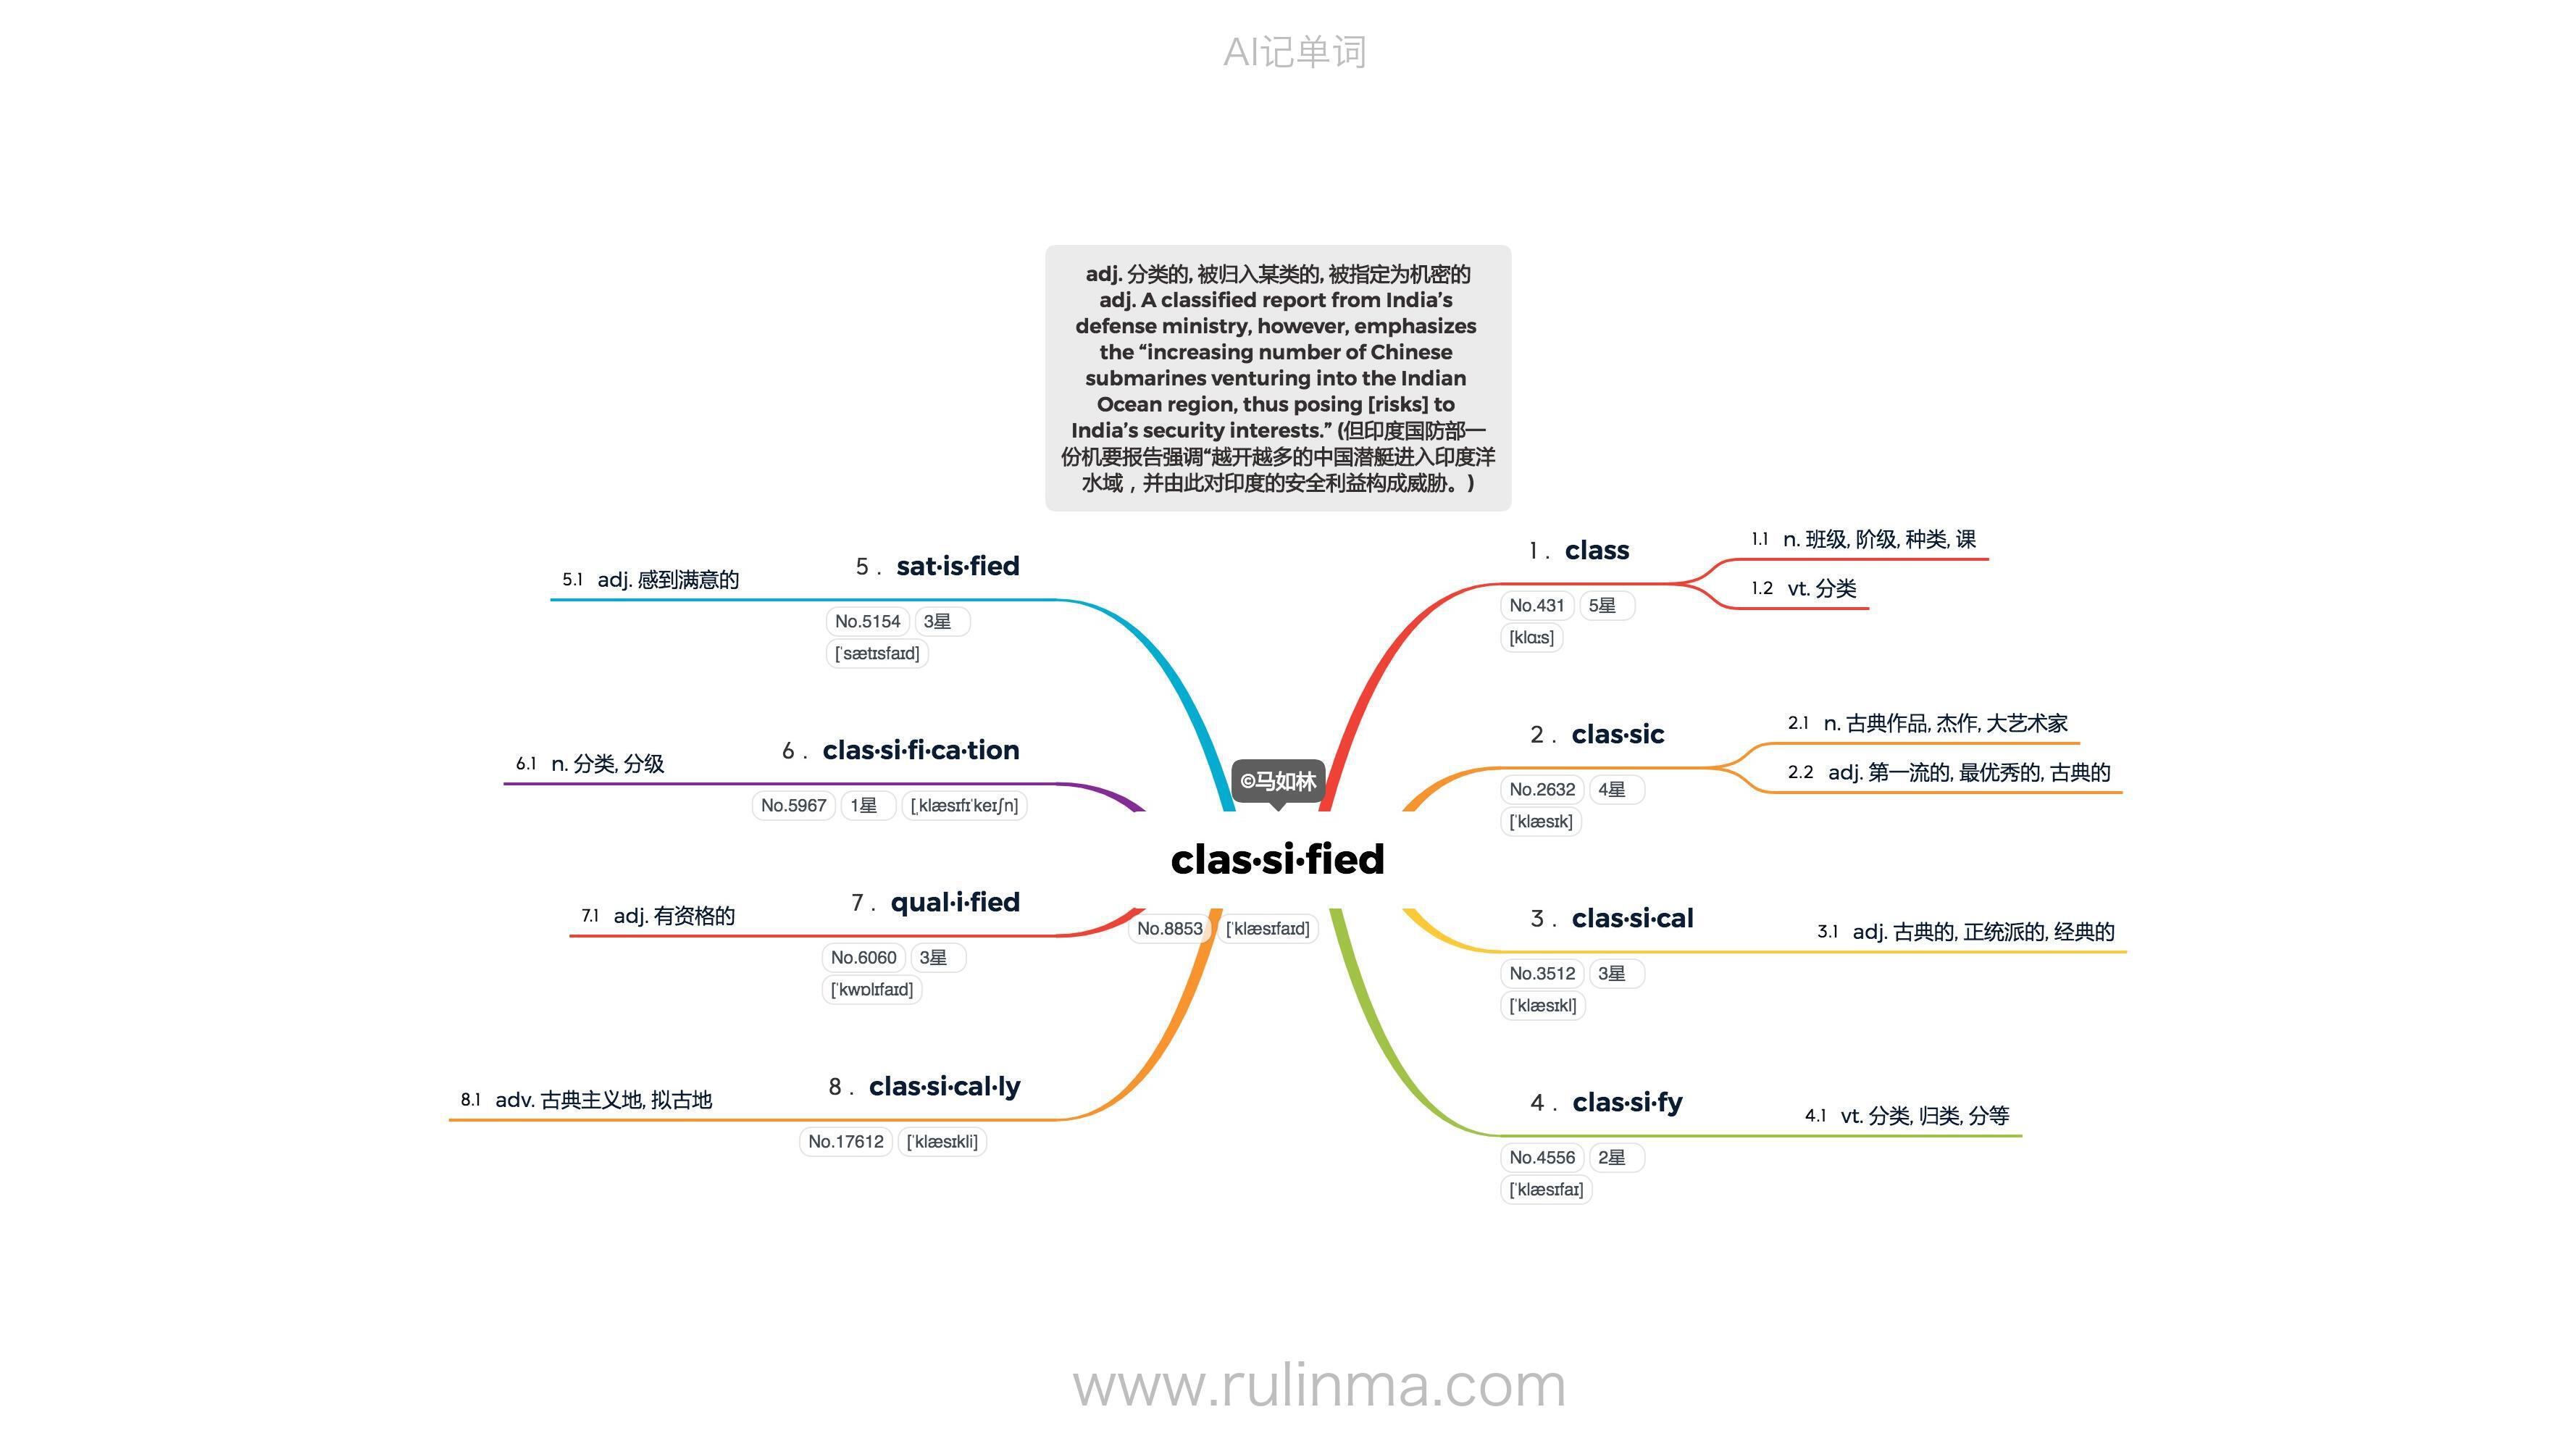 AI记单词
adj. 分类的, 被归入某类的, 被指定为机密的
adj. A classified report from India’s
defense ministry, however, emphasizes
the “increasing number of Chinese
submarines venturing into the Indian
Ocean region, thus posing [risks] to
India’s security interests.” (但印度国防部一
份机要报告强调“越开越多的中国潜艇进入印度洋
水域，并由此对印度的安全利益构成威胁。)
©马如林
clas·si·fied
No.8853 [ˈklæsɪfaɪd]
1. class
No.431 5星
[klɑːs]
1.1 n. 班级, 阶级, 种类, 课
1.2 vt. 分类
2. clas·sic
No.2632 4星
[ˈklæsɪk]
2.1 n. 古典作品, 杰作, 大艺术家
2.2 adj. 第一流的, 最优秀的, 古典的
3. clas·si·cal
No.3512 3星
[ˈklæsɪkl]
3.1 adj. 古典的, 正统派的, 经典的
4. clas·si·fy
No.4556 2星
[ˈklæsɪfaɪ]
4.1 vt. 分类, 归类, 分等
5. sat·is·fied
No.5154 3星
[ˈsætɪsfaɪd]
5.1 adj. 感到满意的
6. clas·si·fi·ca·tion
No.5967 1星 [ˌklæsɪfɪˈkeɪʃn]
6.1 n. 分类, 分级
7. qual·i·fied
No.6060 3星
[ˈkwɒlɪfaɪd]
7.1 adj. 有资格的
8. clas·si·cal·ly
No.17612 [ˈklæsɪkli]
8.1 adv. 古典主义地, 拟古地
www.rulinma.com